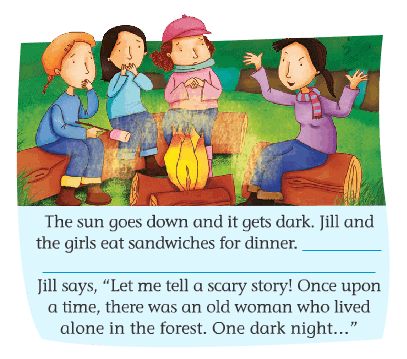 The sun goes down and it gets dark. Jill and
the girls eat sandwiches for dinner.
Jill says, “Let me tell a scary story! Once upon
a time, there was an old woman who lived
alone in the forest. One dark night…”